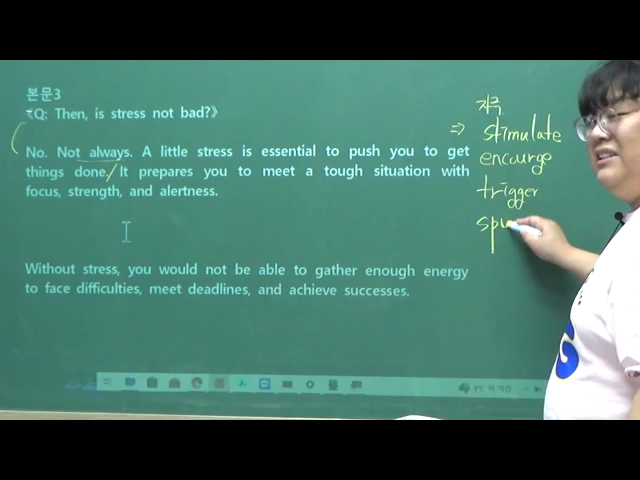 본문3
《Q: Then, is stress not bad?》
No. Not always. A little stress is essential to push you to get
things done. It prepares you to meet a tough situation with
focus, strength, and alertness.
Without stress, you would not be able to gather enough energy
to face difficulties, meet deadlines, and achieve successes.
자극
⇒ stimulate
encourge
trigger
spu